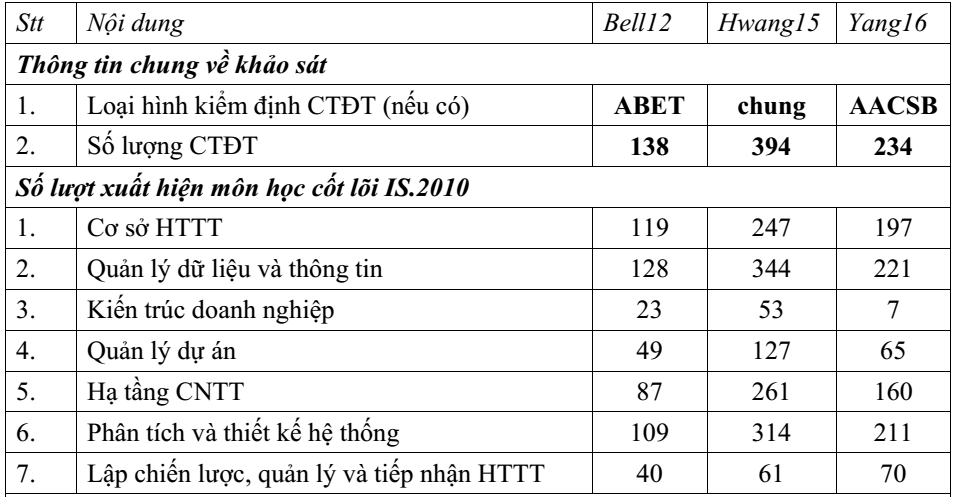 Stt Nội dung Bell12 Hwang15 Yang16
Thông tin chung về khảo sát
1. Loại hình kiểm định CTĐT (nếu có) ABET chung AACSB
2. Số lượng CTĐT 138 394 234
Số lượt xuất hiện môn học cốt lõi IS.2010
1. Cơ sở HTTT 119 247 197
2. Quản lý dữ liệu và thông tin 128 344 221
3. Kiến trúc doanh nghiệp 23 53 7
4. Quản lý dự án 49 127 65
5. Hạ tầng CNTT 87 261 160
6. Phân tích và thiết kế hệ thống 109 314 211
7. Lập chiến lược, quản lý và tiếp nhận HTTT 40 61 70